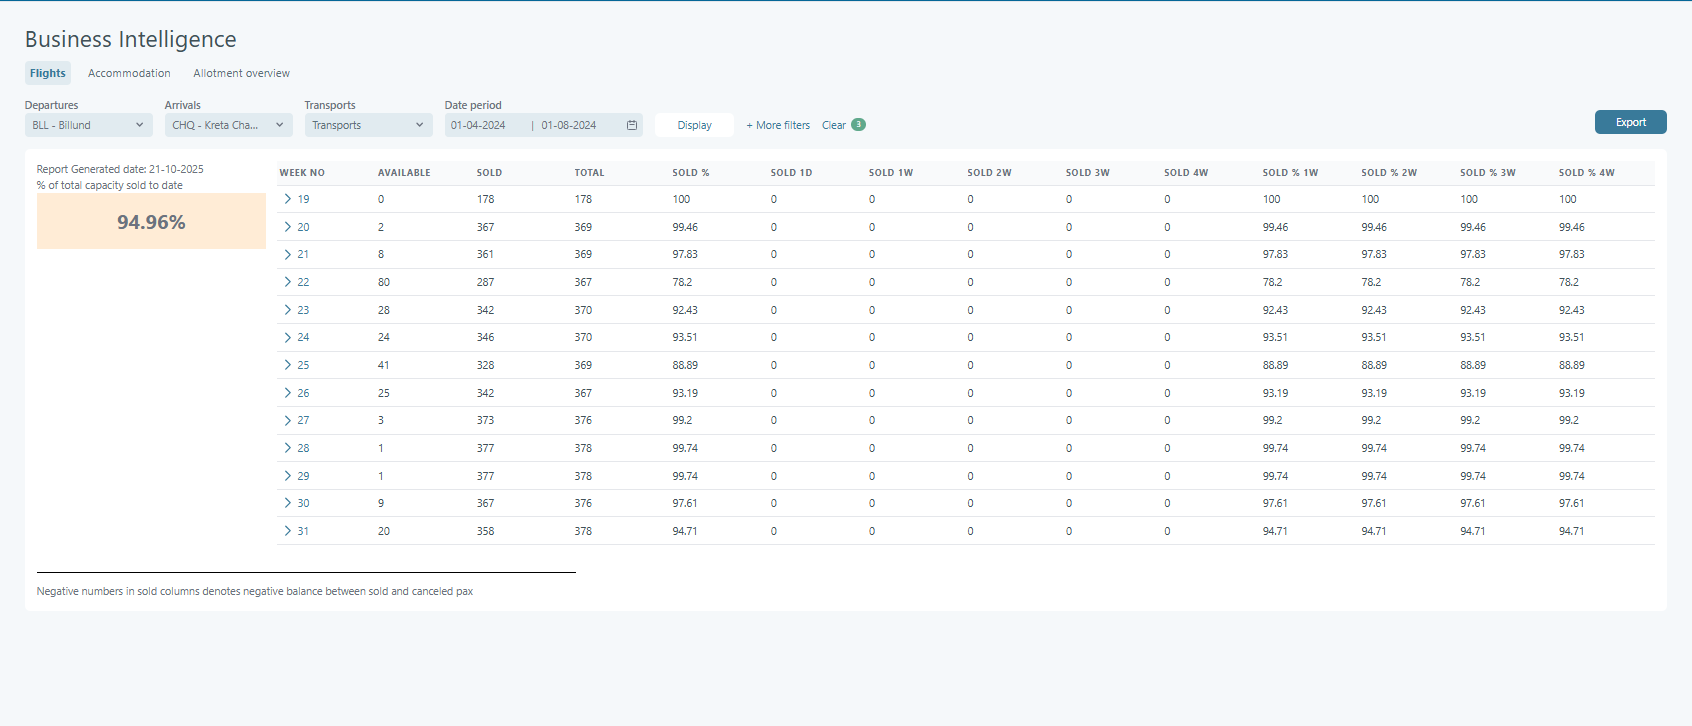 Business Intelligence
Flights Accommodation Allotment overview
Departures Arrivals Transports Date period
BLL - Billund CHQ - Kreta Cha... Transports 01-04-2024 | 01-08-2024 Display + More filters Clear 3 Export
Report Generated date: 21-10-2025
% of total capacity sold to date
94.96%
WEEK NO AVAILABLE SOLD TOTAL SOLD % SOLD 1D SOLD 1W SOLD 2W SOLD 3W SOLD 4W SOLD % 1W SOLD % 2W SOLD % 3W SOLD % 4W
19 0 178 178 100 0 0 0 0 0 100 100 100 100
20 2 367 369 99.46 0 0 0 0 0 99.46 99.46 99.46 99.46
21 8 361 369 97.83 0 0 0 0 0 97.83 97.83 97.83 97.83
22 80 287 367 78.2 0 0 0 0 0 78.2 78.2 78.2 78.2
23 28 342 370 92.43 0 0 0 0 0 92.43 92.43 92.43 92.43
24 24 346 370 93.51 0 0 0 0 0 93.51 93.51 93.51 93.51
25 41 328 369 88.89 0 0 0 0 0 88.89 88.89 88.89 88.89
26 25 342 367 93.19 0 0 0 0 0 93.19 93.19 93.19 93.19
27 3 373 376 99.2 0 0 0 0 0 99.2 99.2 99.2 99.2
28 1 377 378 99.74 0 0 0 0 0 99.74 99.74 99.74 99.74
29 1 377 378 99.74 0 0 0 0 0 99.74 99.74 99.74 99.74
30 9 367 376 97.61 0 0 0 0 0 97.61 97.61 97.61 97.61
31 20 358 378 94.71 0 0 0 0 0 94.71 94.71 94.71 94.71
Negative numbers in sold columns denotes negative balance between sold and canceled pax